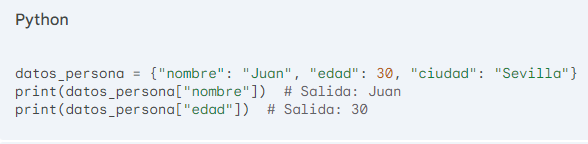 Python
datos_persona = {"nombre": "Juan", "edad": 30, "ciudad": "Sevilla"}
print(datos_persona["nombre"])  # Salida: Juan
print(datos_persona["edad"])  # Salida: 30